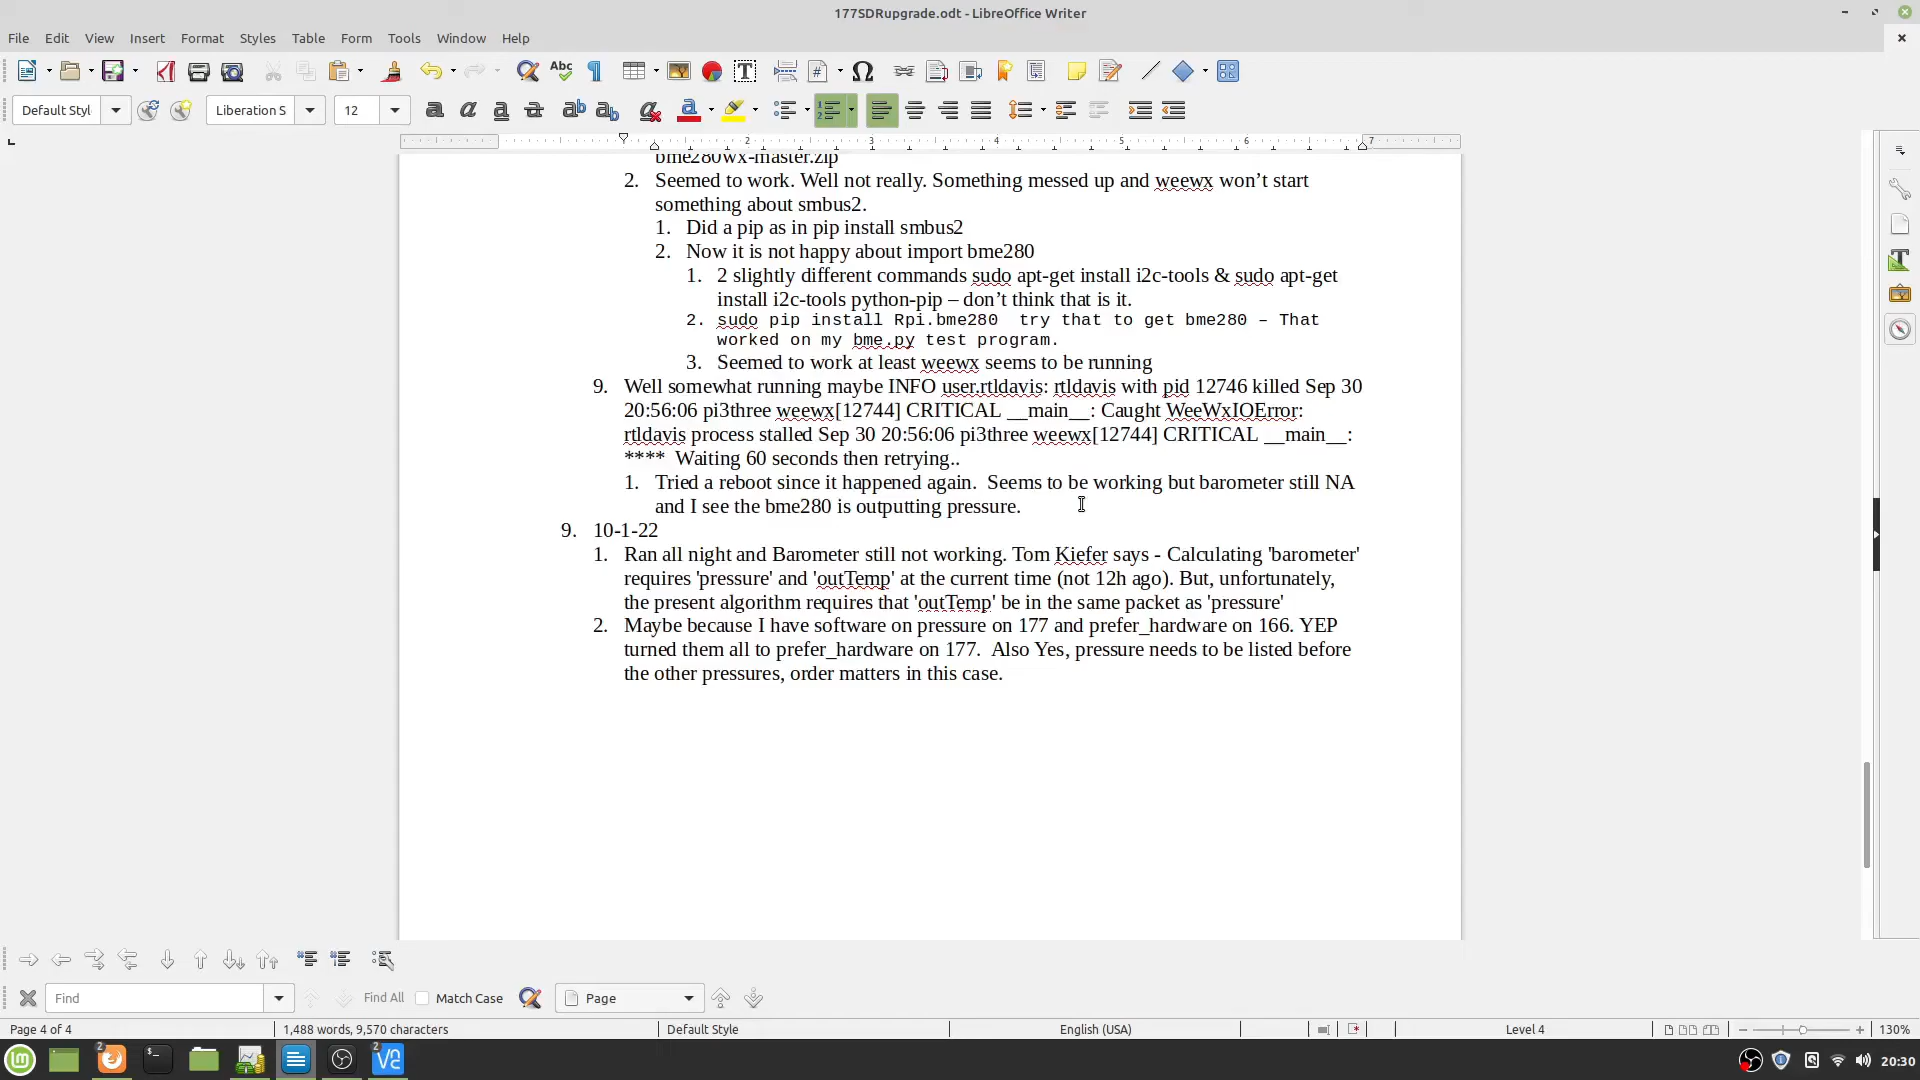 177SDRupgrade.odt - LibreOffice Writer
File Edit View Insert Format Styles Table Form Tools Window Help
Default Styl Liberation S 12
2 3 4 5 6 7
bme280wx-master.zip
2. Seemed to work. Well not really. Something messed up and weewx won’t start
something about smbus2.
1. Did a pip as in pip install smbus2
2. Now it is not happy about import bme280
1. 2 slightly different commands sudo apt-get install i2c-tools & sudo apt-get
install i2c-tools python-pip – don’t think that is it.
2. sudo pip install Rpi.bme280 try that to get bme280 – That
worked on my bme.py test program.
3. Seemed to work at least weewx seems to be running
9. Well somewhat running maybe INFO user.rtldavis: rtldavis with pid 12746 killed Sep 30
20:56:06 pi3three weewx[12744] CRITICAL __main__: Caught WeeWxIOError:
rtldavis process stalled Sep 30 20:56:06 pi3three weewx[12744] CRITICAL __main__:
**** Waiting 60 seconds then retrying..
1. Tried a reboot since it happened again. Seems to be working but barometer still NA
and I see the bme280 is outputting pressure.
9. 10-1-22
1. Ran all night and Barometer still not working. Tom Kiefer says - Calculating 'barometer'
requires 'pressure' and 'outTemp' at the current time (not 12h ago). But, unfortunately,
the present algorithm requires that 'outTemp' be in the same packet as 'pressure'
2. Maybe because I have software on pressure on 177 and prefer_hardware on 166. YEP
turned them all to prefer_hardware on 177. Also Yes, pressure needs to be listed before
the other pressures, order matters in this case.
Find Find All Match Case Page
Page 4 of 4 1,488 words, 9,570 characters Default Style English (USA) Level 4 130%
20:30